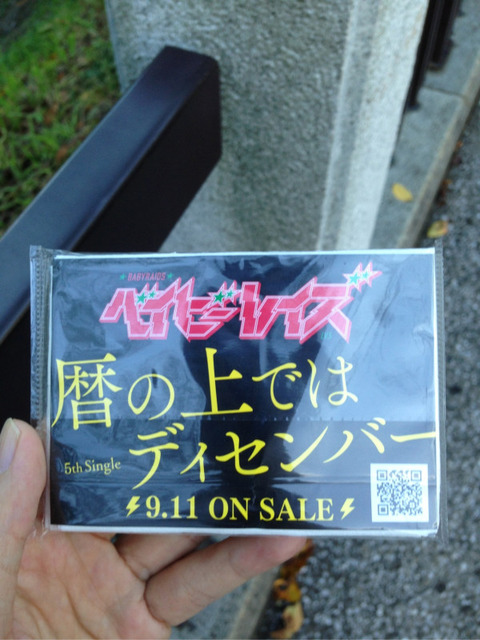 ★BABYRAIDS★
ベイビーレイズ
暦の上では
ディセンバー
5th Single
9.11 ON SALE